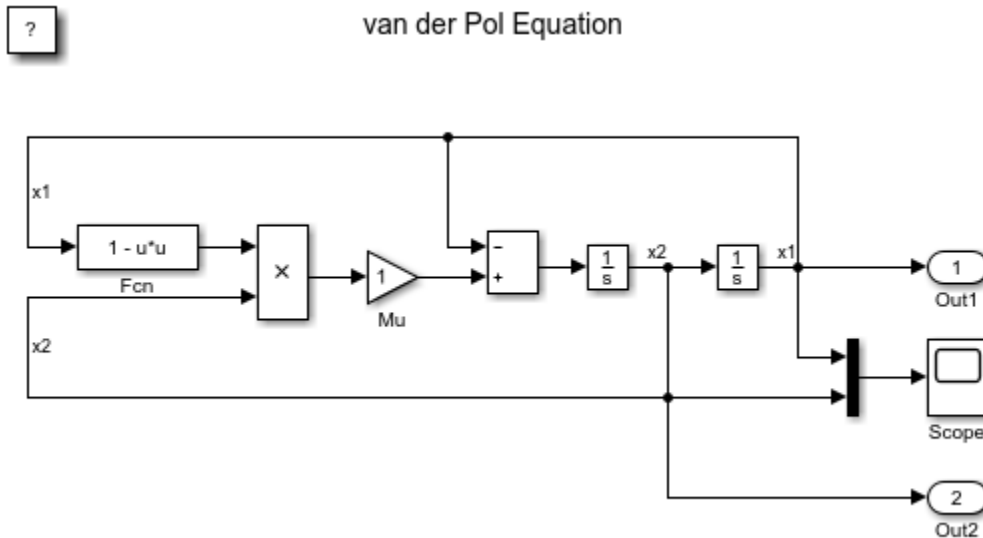 ?
van der Pol Equation
x1
1 - u*u
Fcn
×
1
Mu
−
+
1
s
x2
1
s
x1
1
Out1
x2
Scope
2
Out2